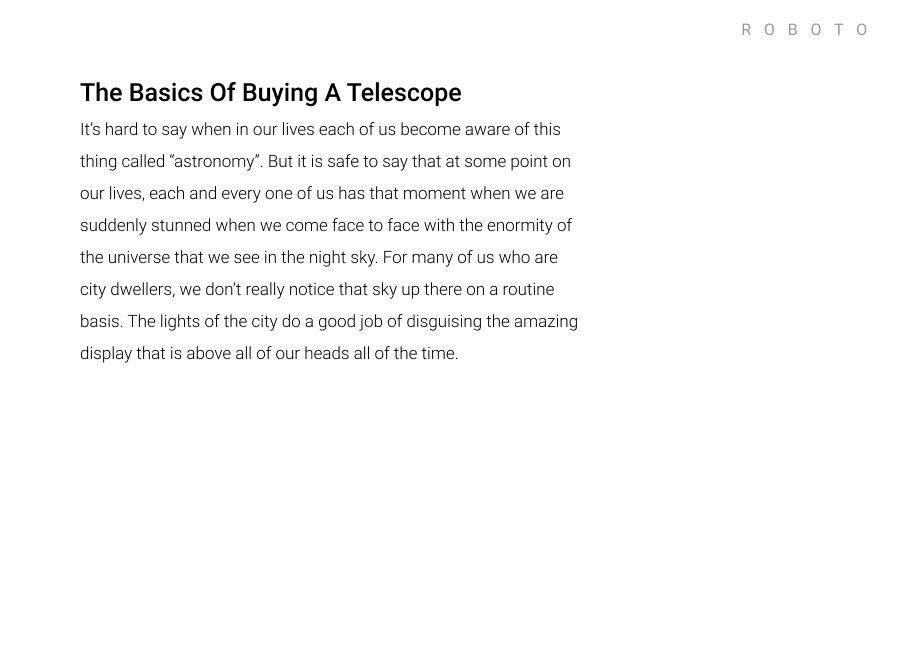 ROBOTO
The Basics Of Buying A Telescope
It’s hard to say when in our lives each of us become aware of this
thing called “astronomy”. But it is safe to say that at some point on
our lives, each and every one of us has that moment when we are
suddenly stunned when we come face to face with the enormity of
the universe that we see in the night sky. For many of us who are
city dwellers, we don’t really notice that sky up there on a routine
basis. The lights of the city do a good job of disguising the amazing
display that is above all of our heads all of the time.